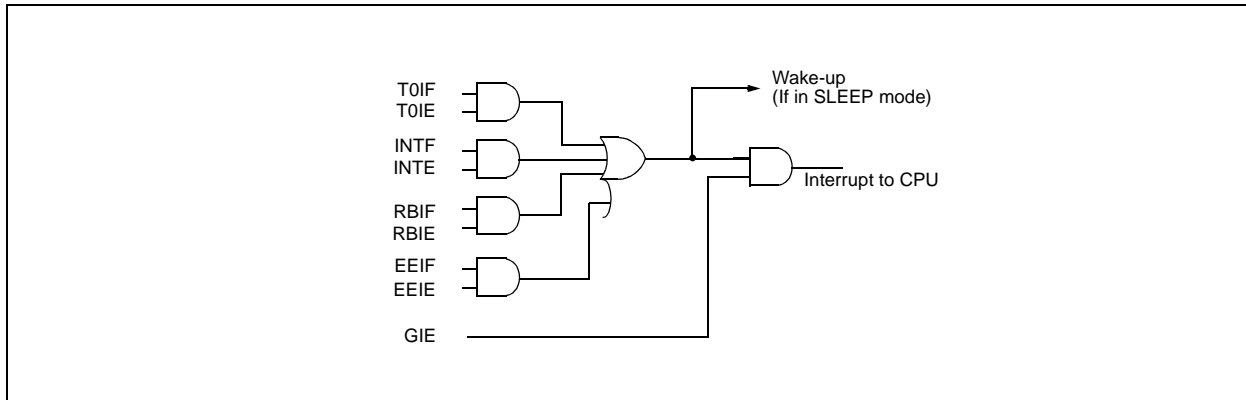 T0IF
T0IE
INTF
INTE
RBIF
RBIE
EEIF
EEIE
GIE
Wake-up
(If in SLEEP mode)
Interrupt to CPU